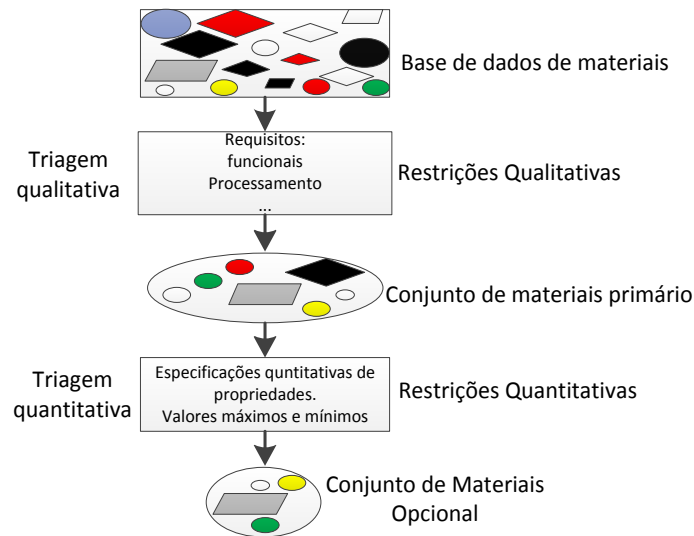 Base de dados de materiais
Triagem
qualitativa
Requisitos:
funcionais
Processamento
...
Restrições Qualitativas
Conjunto de materiais primário
Triagem
quantitativa
Especificações quntitativas de
propriedades.
Valores máximos e mínimos
Restrições Quantitativas
Conjunto de Materiais
Opcional